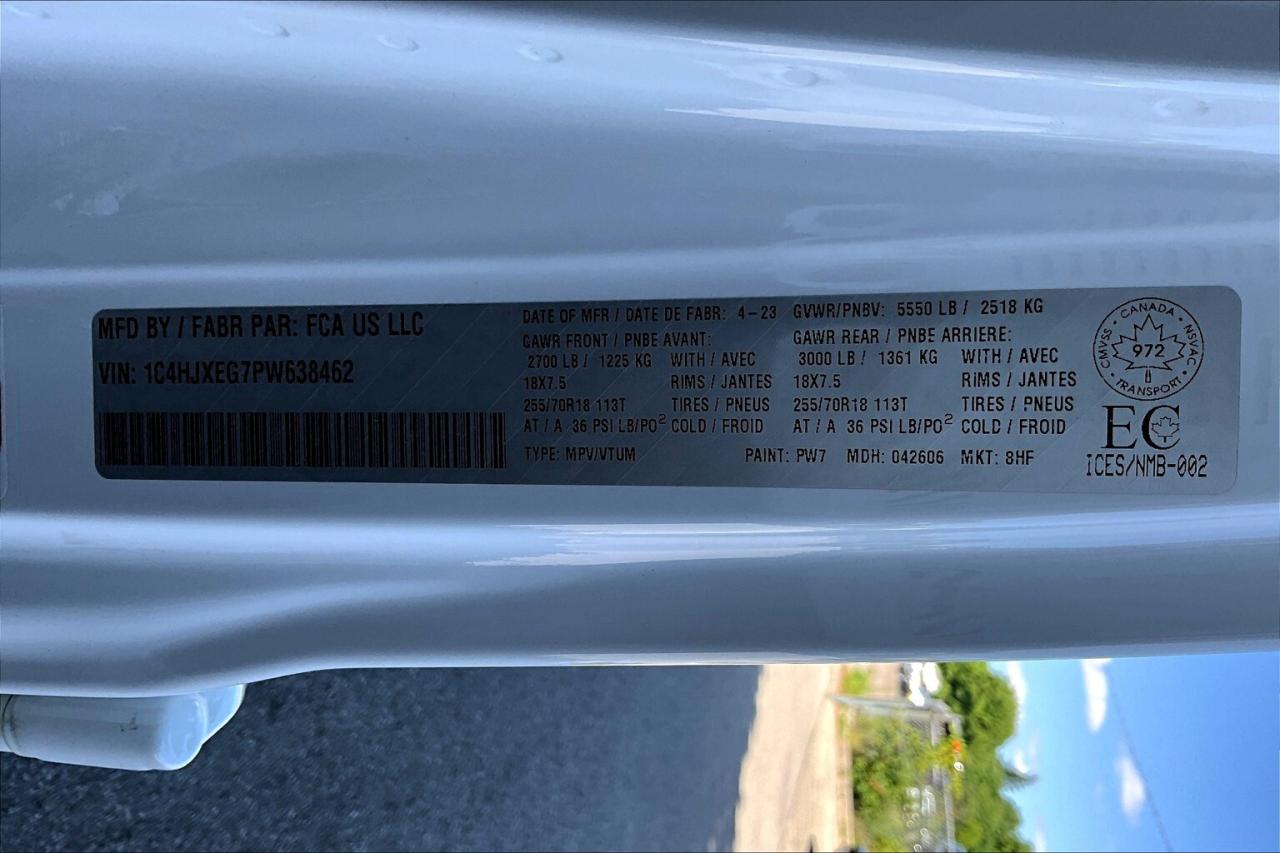 MFD BY / FABR PAR: FCA US LLC
VIN: 1C4HJXEG7PW638462
DATE OF MFR / DATE DE FABR: 4-23 GVWR/PNBV: 5550 LB / 2518 KG
GAWR FRONT / PNBE AVANT: GAWR REAR / PNBE ARRIERE:
2700 LB / 1225 KG WITH / AVEC 3000 LB / 1361 KG WITH / AVEC
18X7.5 RIMS / JANTES 18X7.5 RIMS / JANTES
255/70R18 113T TIRES / PNEUS 255/70R18 113T TIRES / PNEUS
AT / A 36 PSI LB/PO² COLD / FROID AT / A 36 PSI LB/PO² COLD / FROID
TYPE: MPV/VTUM PAINT: PW7 MDH: 042606 MKT: 8HF
CMVSS · CANADA · NSVAC
972
· TRANSPORT ·
EC
ICES/NMB-002